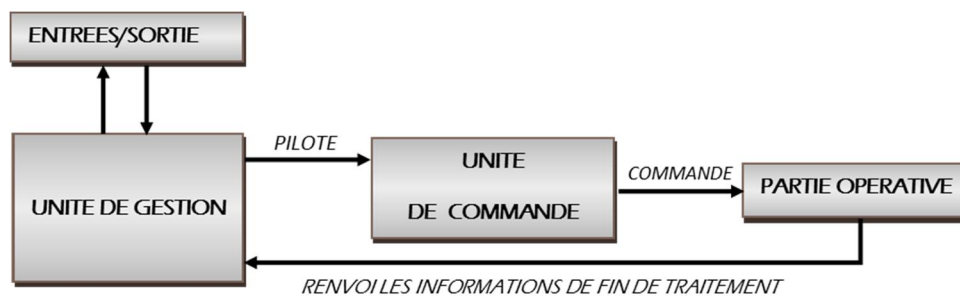 ENTREES/SORTIE
PILOTE
UNITE
DE COMMANDE
COMMANDE
PARTIE OPERATIVE
UNITE DE GESTION
RENVOI LES INFORMATIONS DE FIN DE TRAITEMENT